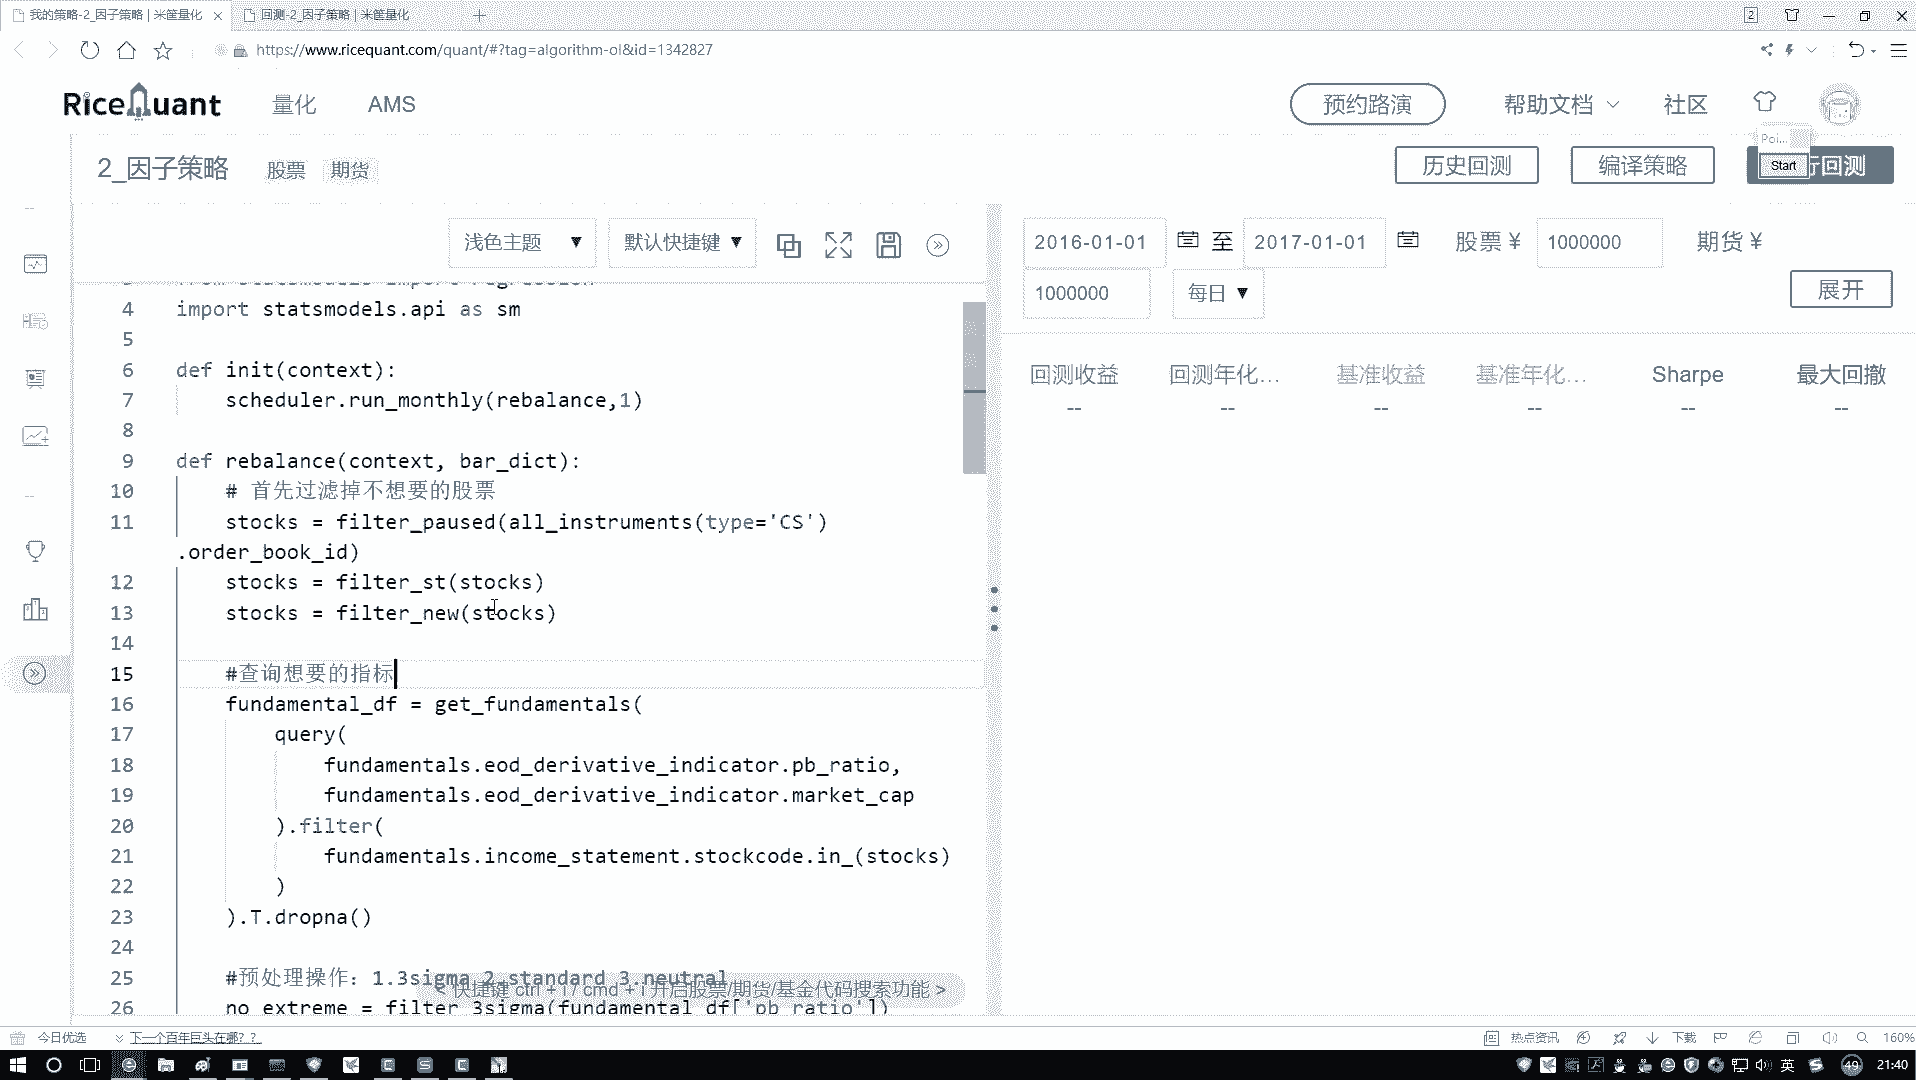 我的策略-2_因子策略 | 米筐量化
回测-2_因子策略 | 米筐量化
2
https://www.ricequant.com/quant/#?tag=algorithm-ol&id=1342827
RiceQuant
量化
AMS
预约路演
帮助文档
社区
Poi...
2_因子策略
股票
期货
历史回测
编译策略
Start
行回测
浅色主题
默认快捷键
2016-01-01
至
2017-01-01
股票 ¥
1000000
期货 ¥
1000000
每日
展开
4 import statsmodels.api as sm
5
6 def init(context):
7 scheduler.run_monthly(rebalance,1)
8
9 def rebalance(context, bar_dict):
10 # 首先过滤掉不想要的股票
11 stocks = filter_paused(all_instruments(type='CS')
.order_book_id)
12 stocks = filter_st(stocks)
13 stocks = filter_new(stocks)
14
15 #查询想要的指标
16 fundamental_df = get_fundamentals(
17 query(
18 fundamentals.eod_derivative_indicator.pb_ratio,
19 fundamentals.eod_derivative_indicator.market_cap
20 ).filter(
21 fundamentals.income_statement.stockcode.in_(stocks)
22 )
23 ).T.dropna()
24
25 #预处理操作：1.3sigma 2.standard 3.neutral
26 no_extreme = filter_3sigma(fundamental_df['pb_ratio'])
< 快捷键 ctrl + i / cmd + i 开启股票/期货/基金代码搜索功能 >
回测收益 回测年化... 基准收益 基准年化... Sharpe 最大回撤
-- -- -- -- -- --
今日优选
下一个百年巨头在哪？？
热点资讯
下载
160%
英
49
21:40